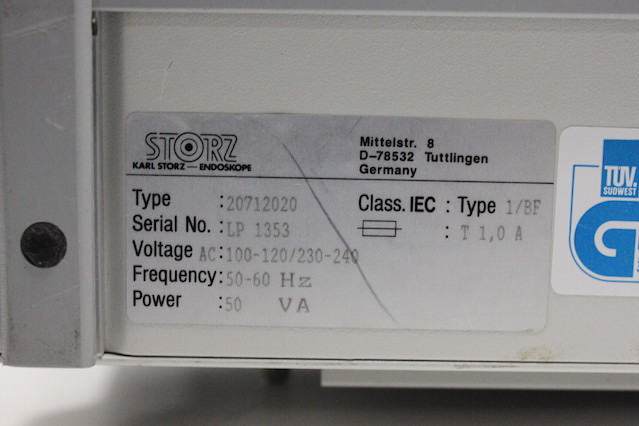 STORZ
KARL STORZ — ENDOSKOPE
Mittelstr. 8
D-78532 Tuttlingen
Germany
Type :20712020
Class. IEC : Type 1/BF
Serial No. :LP 1353
: T 1,0 A
Voltage AC:100-120/230-240
Frequency:50-60 Hz
Power :50 VA
TÜV
SÜDWEST